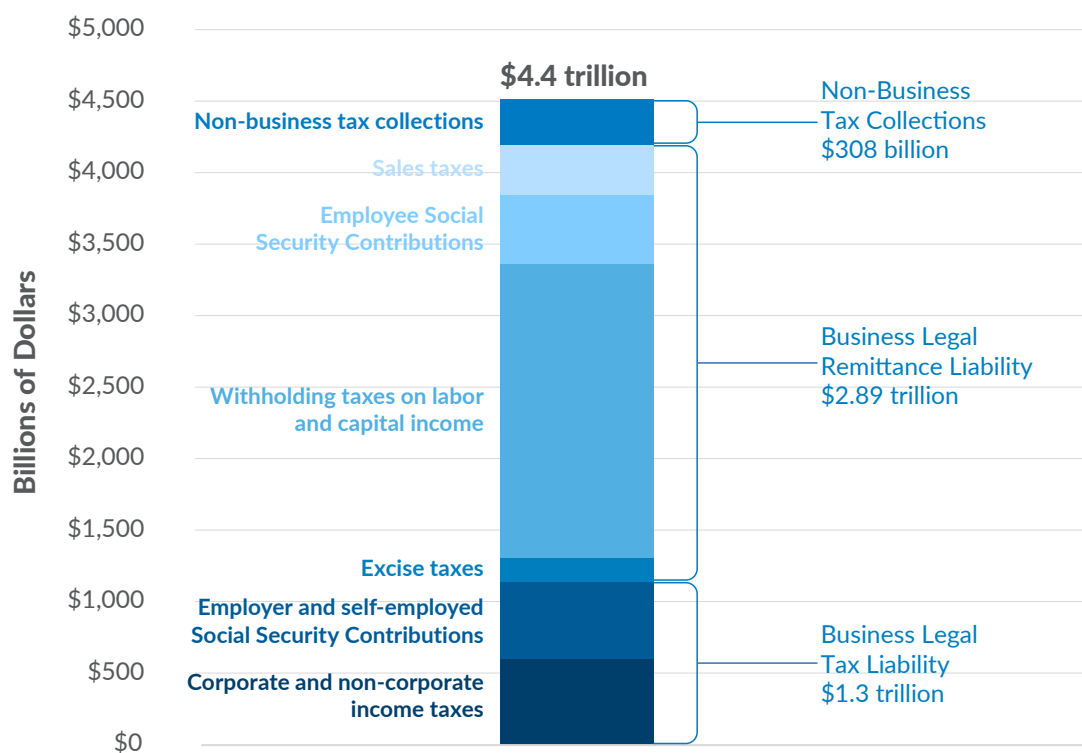 $5,000
$4.4 trillion
$4,500
Non-business tax collections
Non-Business
Tax Collections
$308 billion
$4,000
Sales taxes
Employee Social
Security Contributions
$3,500
$3,000
Business Legal
Remittance Liability
$2.89 trillion
$2,500
Withholding taxes on labor
and capital income
$2,000
$1,500
Excise taxes
$1,000
Employer and self-employed
Social Security Contributions
Business Legal
Tax Liability
$1.3 trillion
$500
Corporate and non-corporate
income taxes
$0
Billions of Dollars